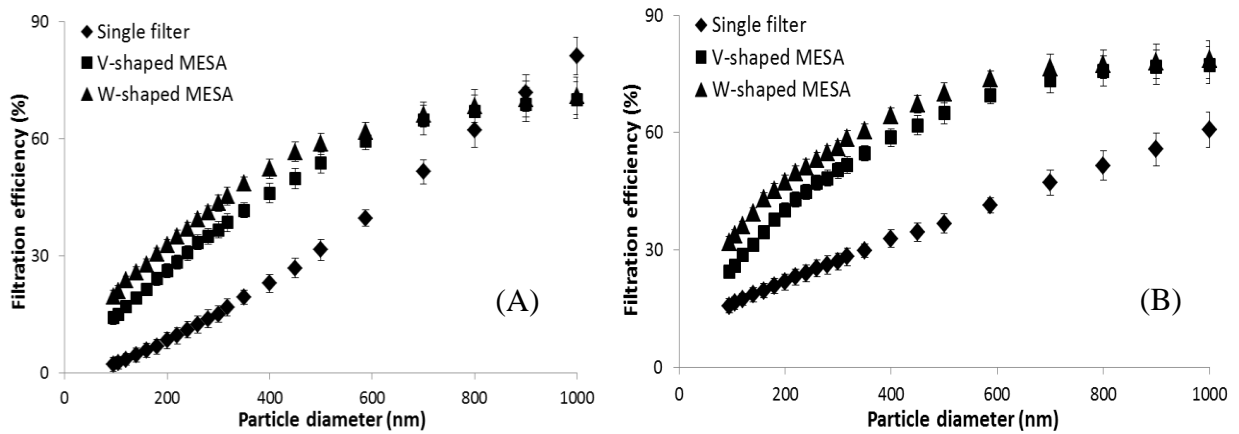 90
Single filter
V-shaped MESA
W-shaped MESA
60
30
0
Filtration efficiency (%)
(A)
0 200 400 600 800 1000
Particle diameter (nm)
90
Single filter
V-shaped MESA
W-shaped MESA
60
30
0
Filtration efficiency (%)
(B)
0 200 400 600 800 1000
Particle diameter (nm)